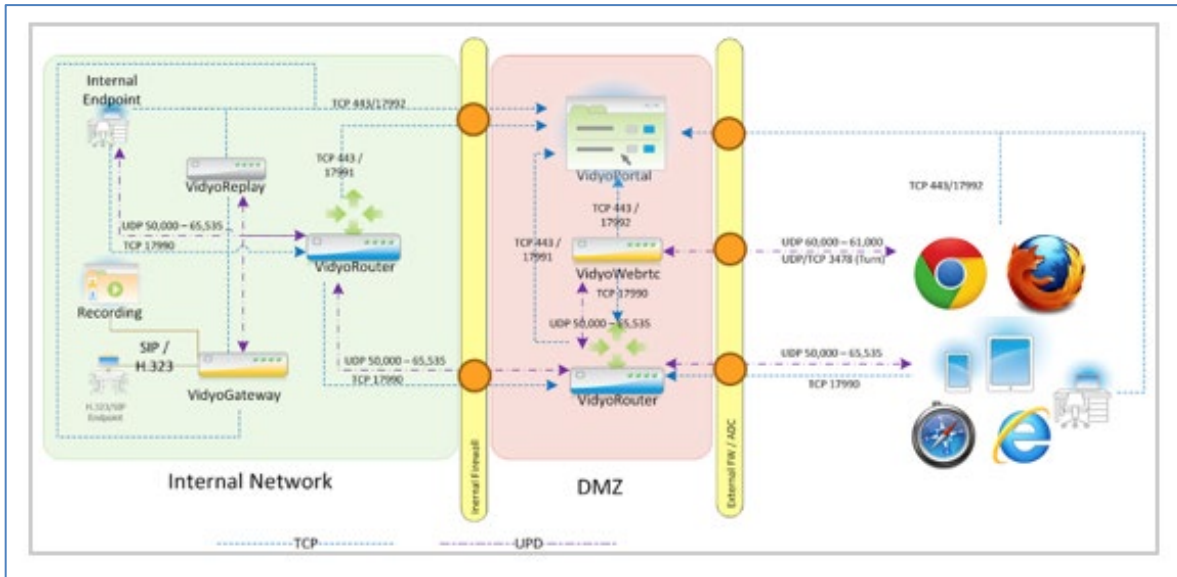 Internal
Endpoint
TCP 443/17992
VidyoReplay
TCP 443 /
17991
UDP 50,000 – 65,535
TCP 17990
VidyoRouter
Recording
SIP /
H.323
H.323/SIP
Endpoint
VidyoGateway
UDP 50,000 – 65,535
TCP 17990
Internal Network
Inernal Firewall
VidyoPortal
TCP 443 /
17992
TCP 443 /
17991
VidyoWebrtc
TCP 17990
UDP 50,000 – 65,535
VidyoRouter
DMZ
External FW / ADC
TCP 443/17992
UDP 60,000 – 61,000
UDP/TCP 3478 (Turn)
UDP 50,000 – 65,535
TCP 17990
TCP
UPD